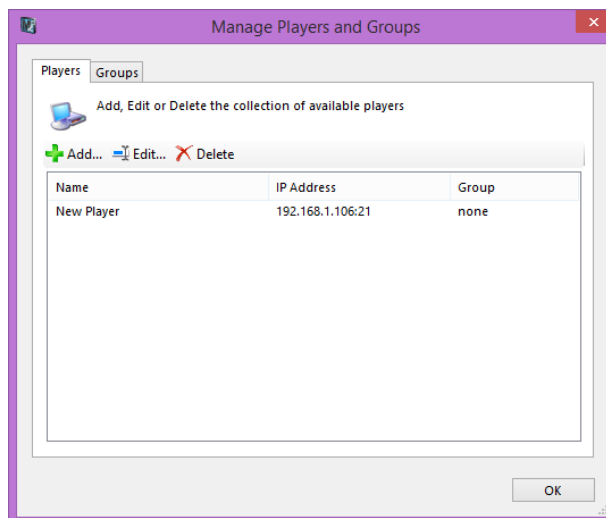 Manage Players and Groups
Players Groups
Add, Edit or Delete the collection of available players
Add... Edit... Delete
Name IP Address Group
New Player 192.168.1.106:21 none
OK